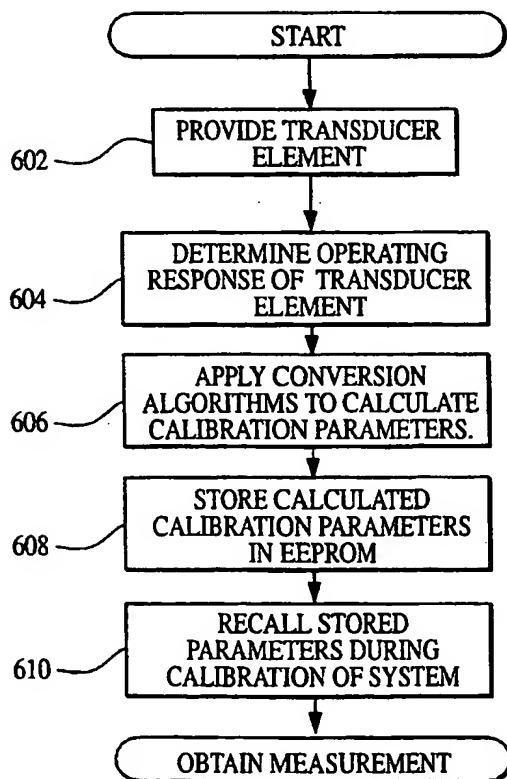 START
602
PROVIDE TRANSDUCER
ELEMENT
604
DETERMINE OPERATING
RESPONSE OF TRANSDUCER
ELEMENT
606
APPLY CONVERSION
ALGORITHMS TO CALCULATE
CALIBRATION PARAMETERS.
608
STORE CALCULATED
CALIBRATION PARAMETERS
IN EEPROM
610
RECALL STORED
PARAMETERS DURING
CALIBRATION OF SYSTEM
OBTAIN MEASUREMENT